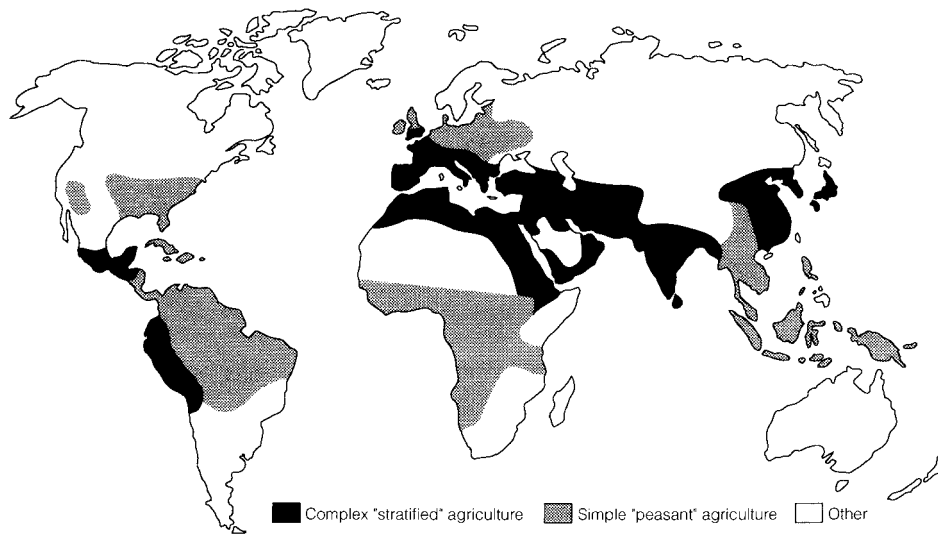 Complex "stratified" agriculture
Simple "peasant" agriculture
Other